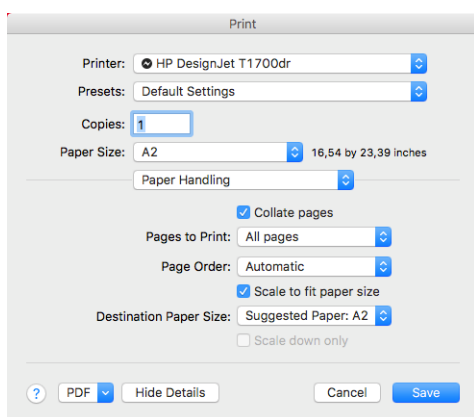 Print
Printer: HP DesignJet T1700dr
Presets: Default Settings
Copies: 1
Paper Size: A2 16,54 by 23,39 inches
Paper Handling
Collate pages
Pages to Print: All pages
Page Order: Automatic
Scale to fit paper size
Destination Paper Size: Suggested Paper: A2
Scale down only
? PDF Hide Details Cancel Save